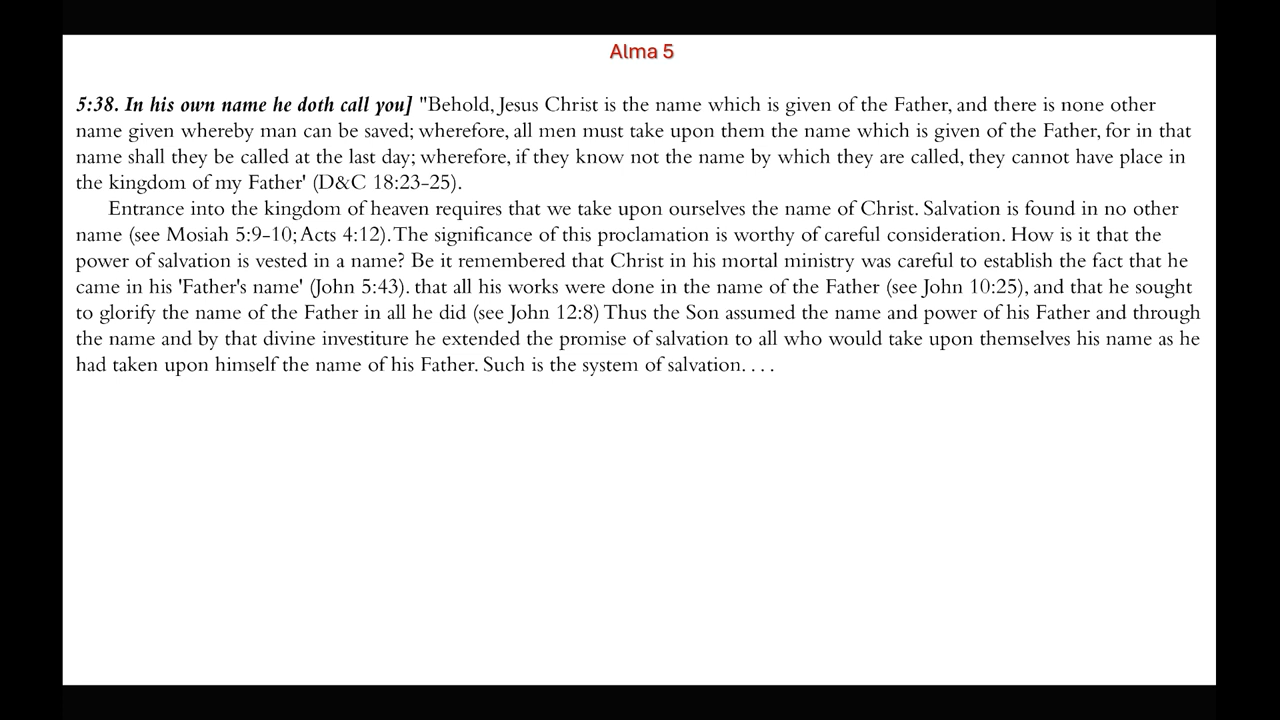 Alma 5
5:38. In his own name he doth call you] "Behold, Jesus Christ is the name which is given of the Father, and there is none other
name given whereby man can be saved; wherefore, all men must take upon them the name which is given of the Father, for in that
name shall they be called at the last day; wherefore, if they know not the name by which they are called, they cannot have place in
the kingdom of my Father' (D&C 18:23-25).
Entrance into the kingdom of heaven requires that we take upon ourselves the name of Christ. Salvation is found in no other
name (see Mosiah 5:9-10; Acts 4:12). The significance of this proclamation is worthy of careful consideration. How is it that the
power of salvation is vested in a name? Be it remembered that Christ in his mortal ministry was careful to establish the fact that he
came in his 'Father's name' (John 5:43). that all his works were done in the name of the Father (see John 10:25), and that he sought
to glorify the name of the Father in all he did (see John 12:8) Thus the Son assumed the name and power of his Father and through
the name and by that divine investiture he extended the promise of salvation to all who would take upon themselves his name as he
had taken upon himself the name of his Father. Such is the system of salvation. . . .